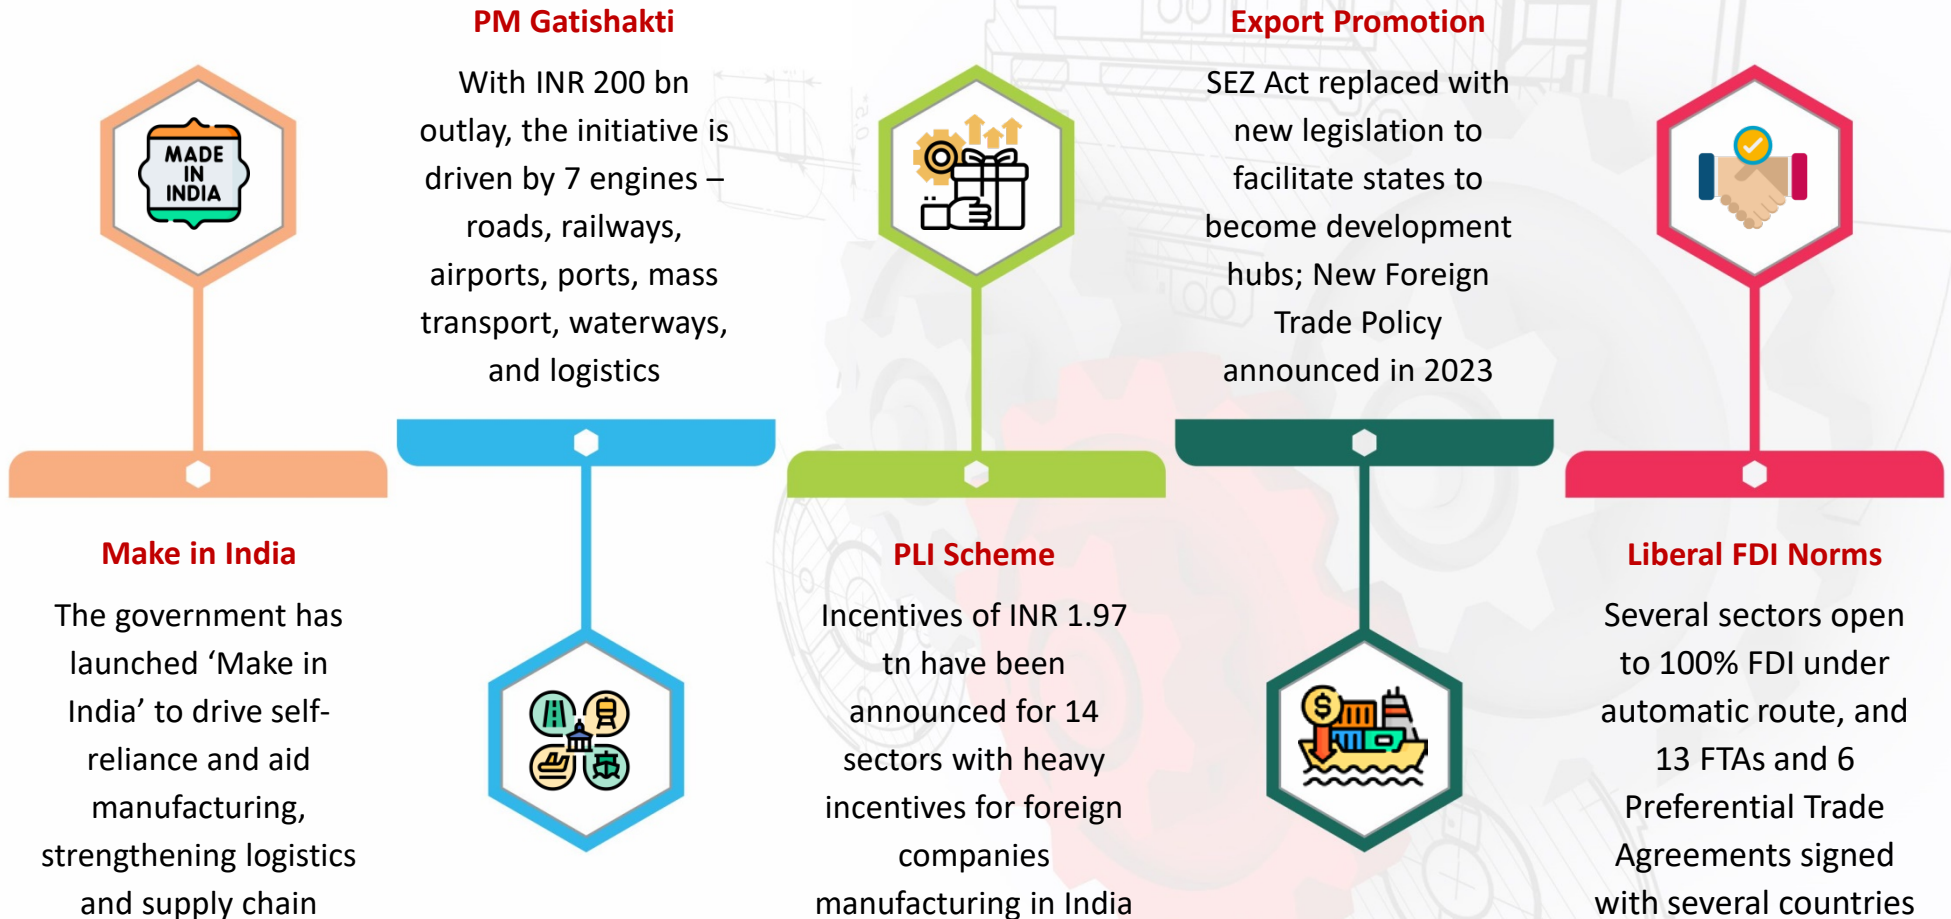 PM Gatishakti
With INR 200 bn
outlay, the initiative is
driven by 7 engines –
roads, railways,
airports, ports, mass
transport, waterways,
and logistics
Export Promotion
SEZ Act replaced with
new legislation to
facilitate states to
become development
hubs; New Foreign
Trade Policy
announced in 2023
MADE
IN
INDIA
Make in India
The government has
launched ‘Make in
India’ to drive self-
reliance and aid
manufacturing,
strengthening logistics
and supply chain
PLI Scheme
Incentives of INR 1.97
tn have been
announced for 14
sectors with heavy
incentives for foreign
companies
manufacturing in India
$
Liberal FDI Norms
Several sectors open
to 100% FDI under
automatic route, and
13 FTAs and 6
Preferential Trade
Agreements signed
with several countries